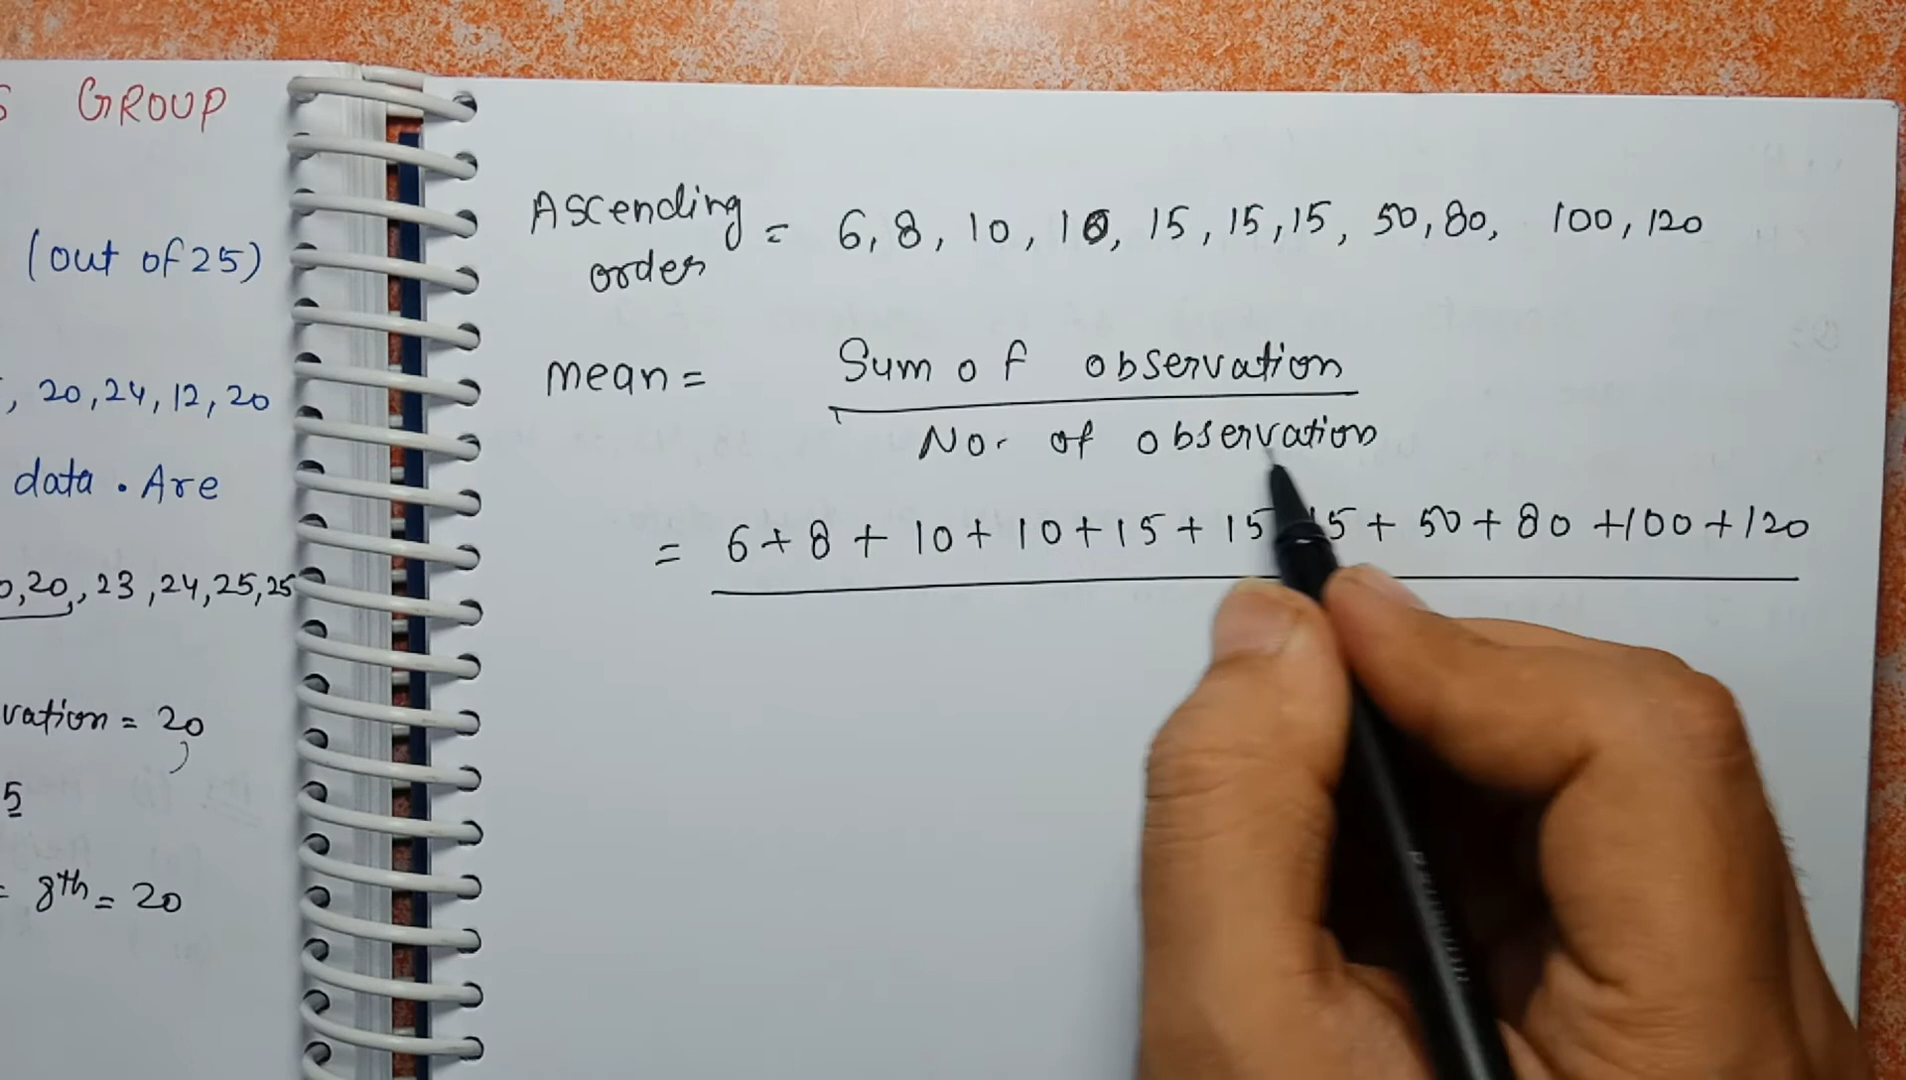 GROUP
(out of 25)
, 20, 24, 12, 20
data . Are
20, , 23 , 24, 25, 25
vation = 20
5
= 8th = 20
Ascending order = 6, 8, 10, 10, 15, 15, 15, 50, 80, 100, 120
mean = Sum of observation
No. of observation
= 6 + 8 + 10 + 10 + 15 + 15 15 + 50 + 80 + 100 + 120